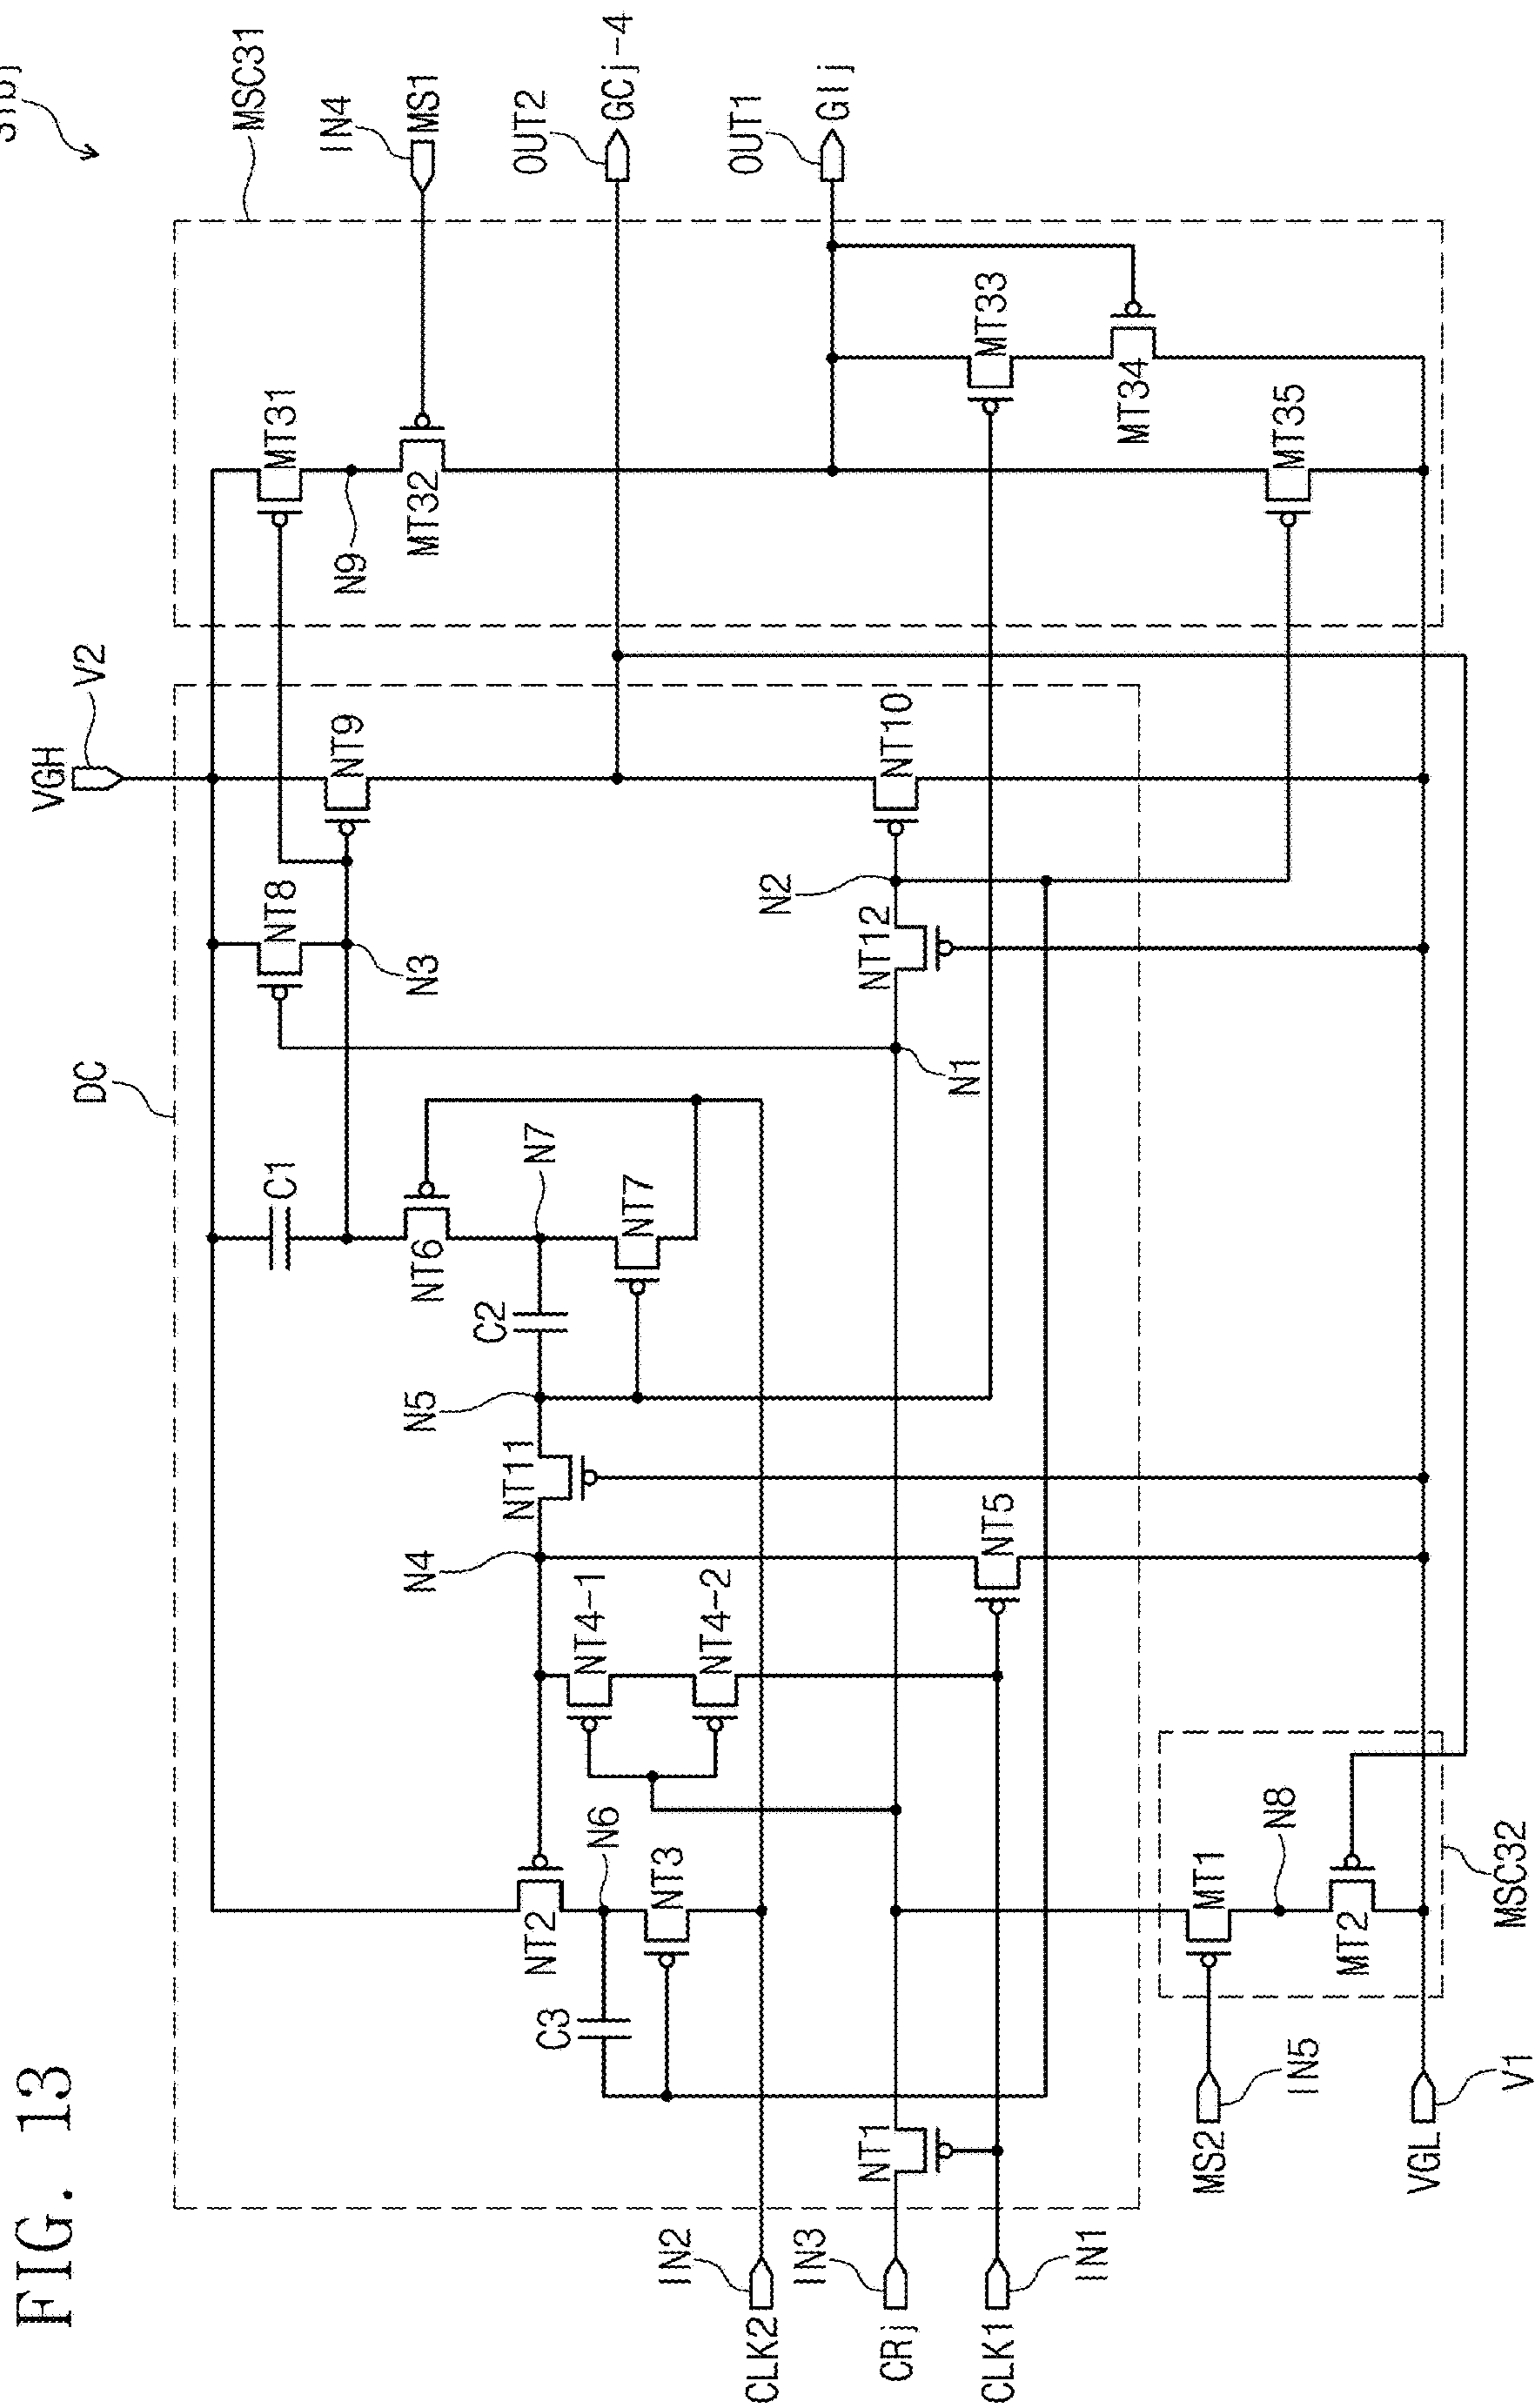 FIG. 13
MSC31
IN4
MS1
OUT2
GCj-4
OUT1
GIj
MT31
N9
MT32
MT33
MT34
MT35
V2
VGH
NT9
NT8
N3
NT10
N2
NT12
N1
DC
C1
NT6
N7
NT7
C2
N5
NT11
N4
NT4-1
NT4-2
NT5
NT2
N6
NT3
C3
NT1
MT1
N8
MT2
MSC32
IN2
CLK2
IN3
CRj
IN1
CLK1
MS2
IN5
VGL
V1